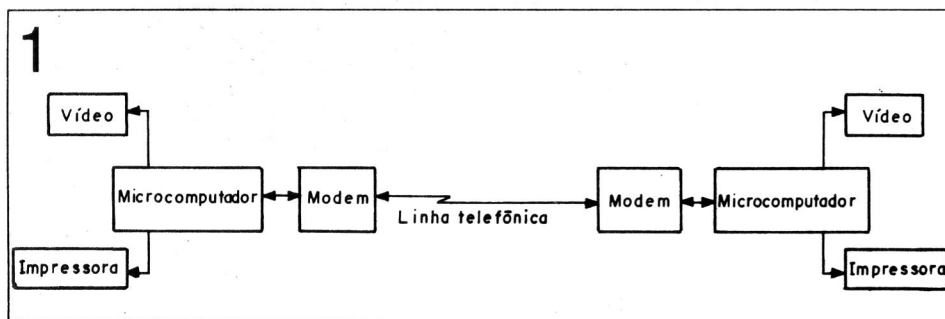 1
Vídeo
Vídeo
Microcomputador
Modem
Linha telefônica
Modem
Microcomputador
Impressora
Impressora